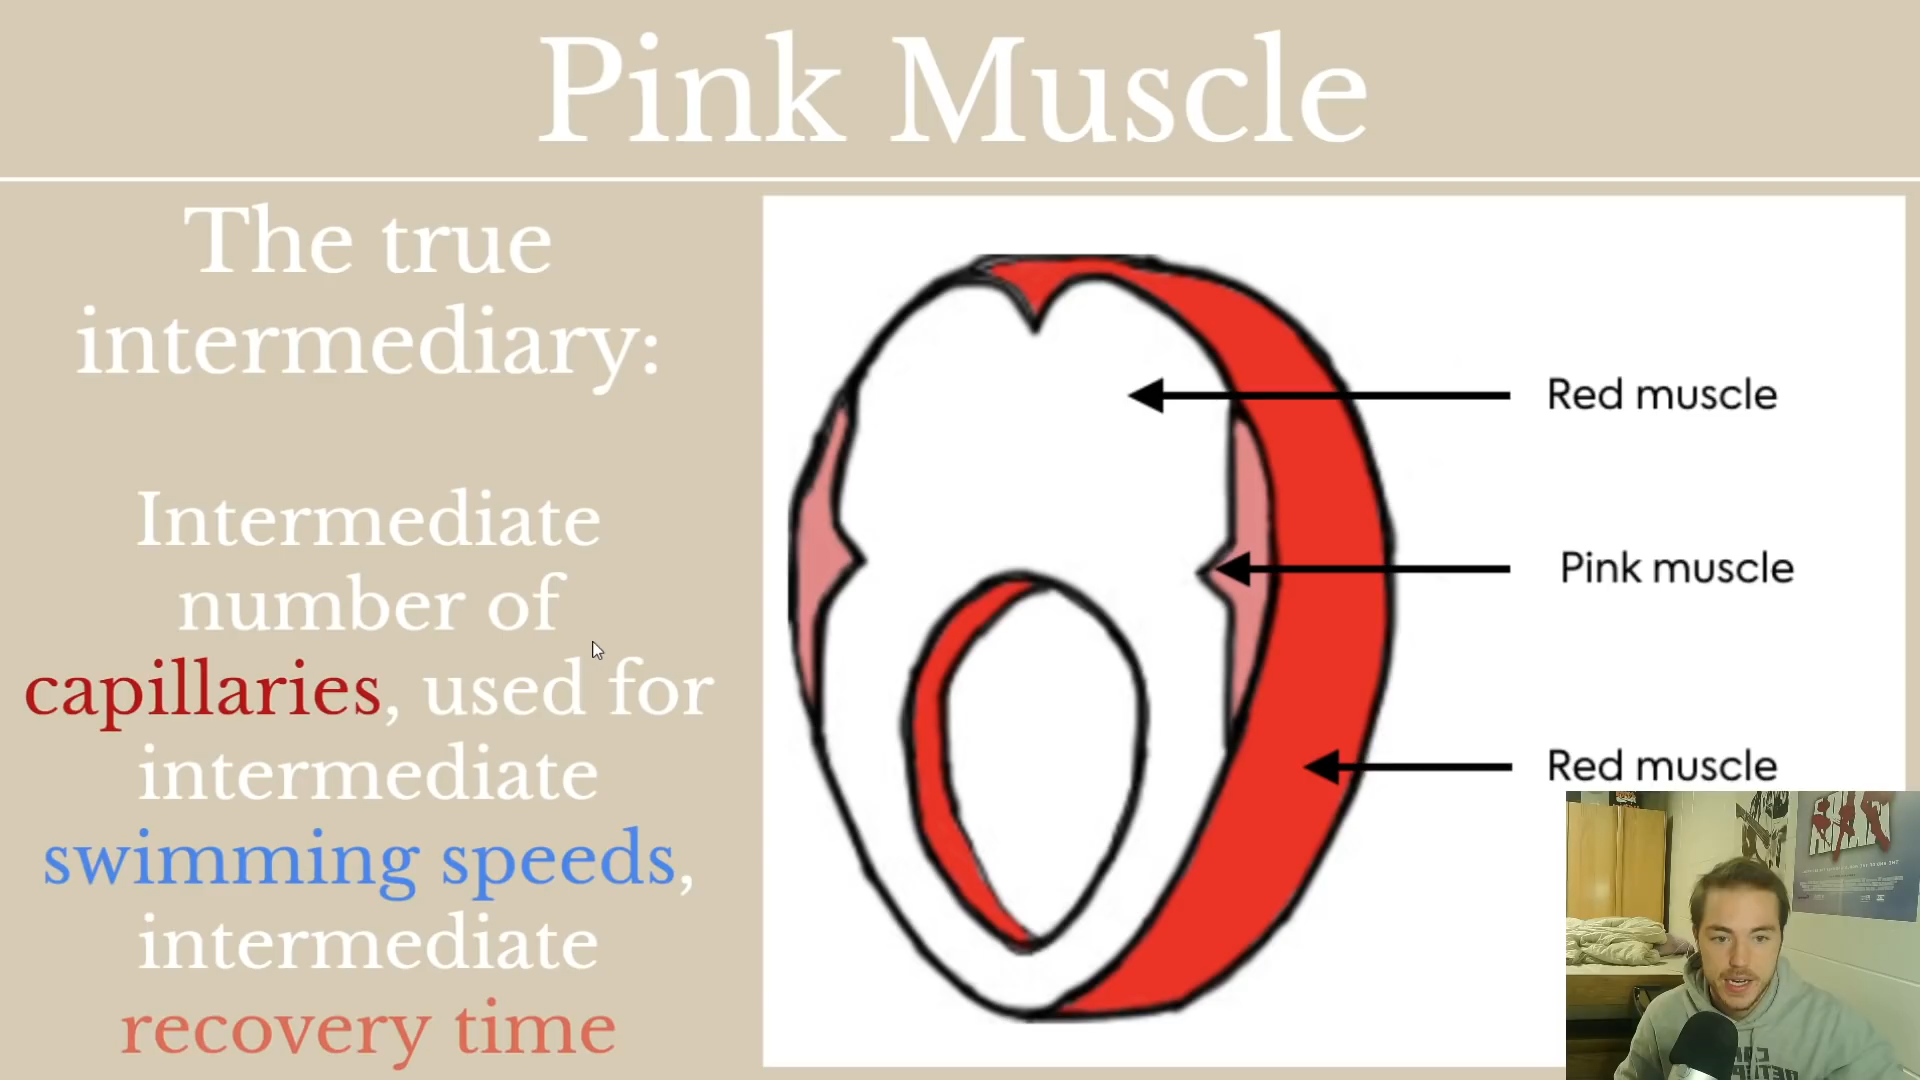 Pink Muscle
The true
intermediary:
Intermediate
number of
capillaries, used for
intermediate
swimming speeds,
intermediate
recovery time
Red muscle
Pink muscle
Red muscle